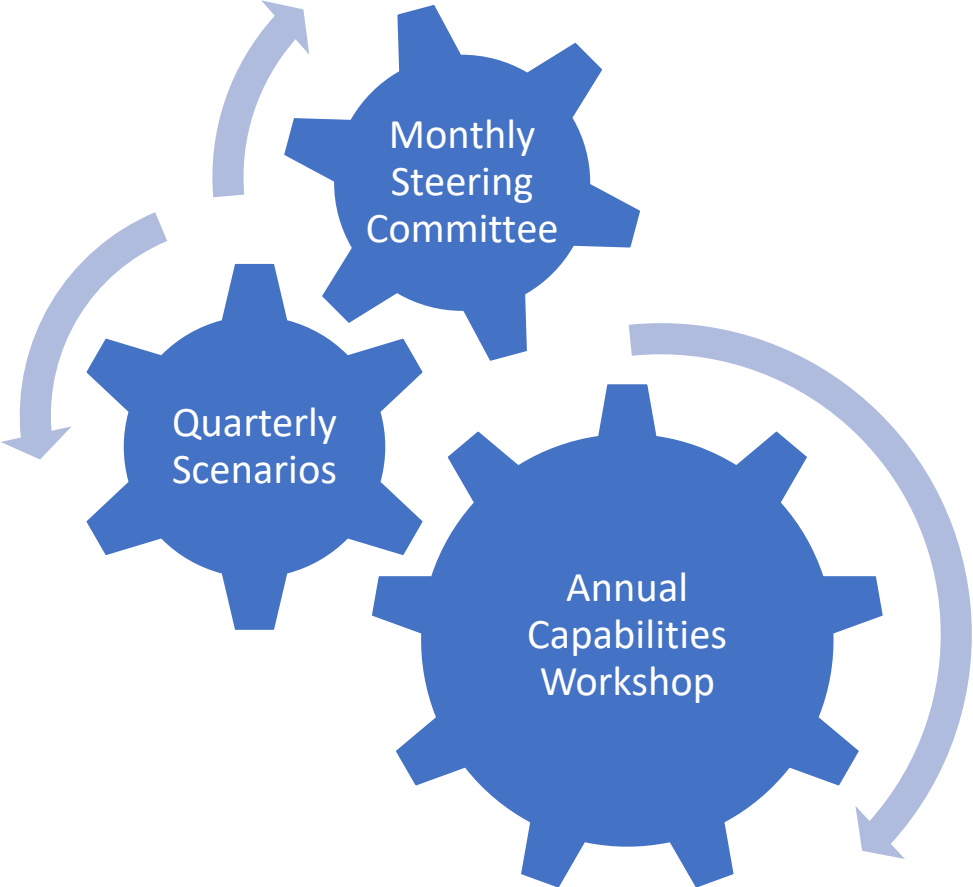 Monthly
Steering
Committee
Quarterly
Scenarios
Annual
Capabilities
Workshop